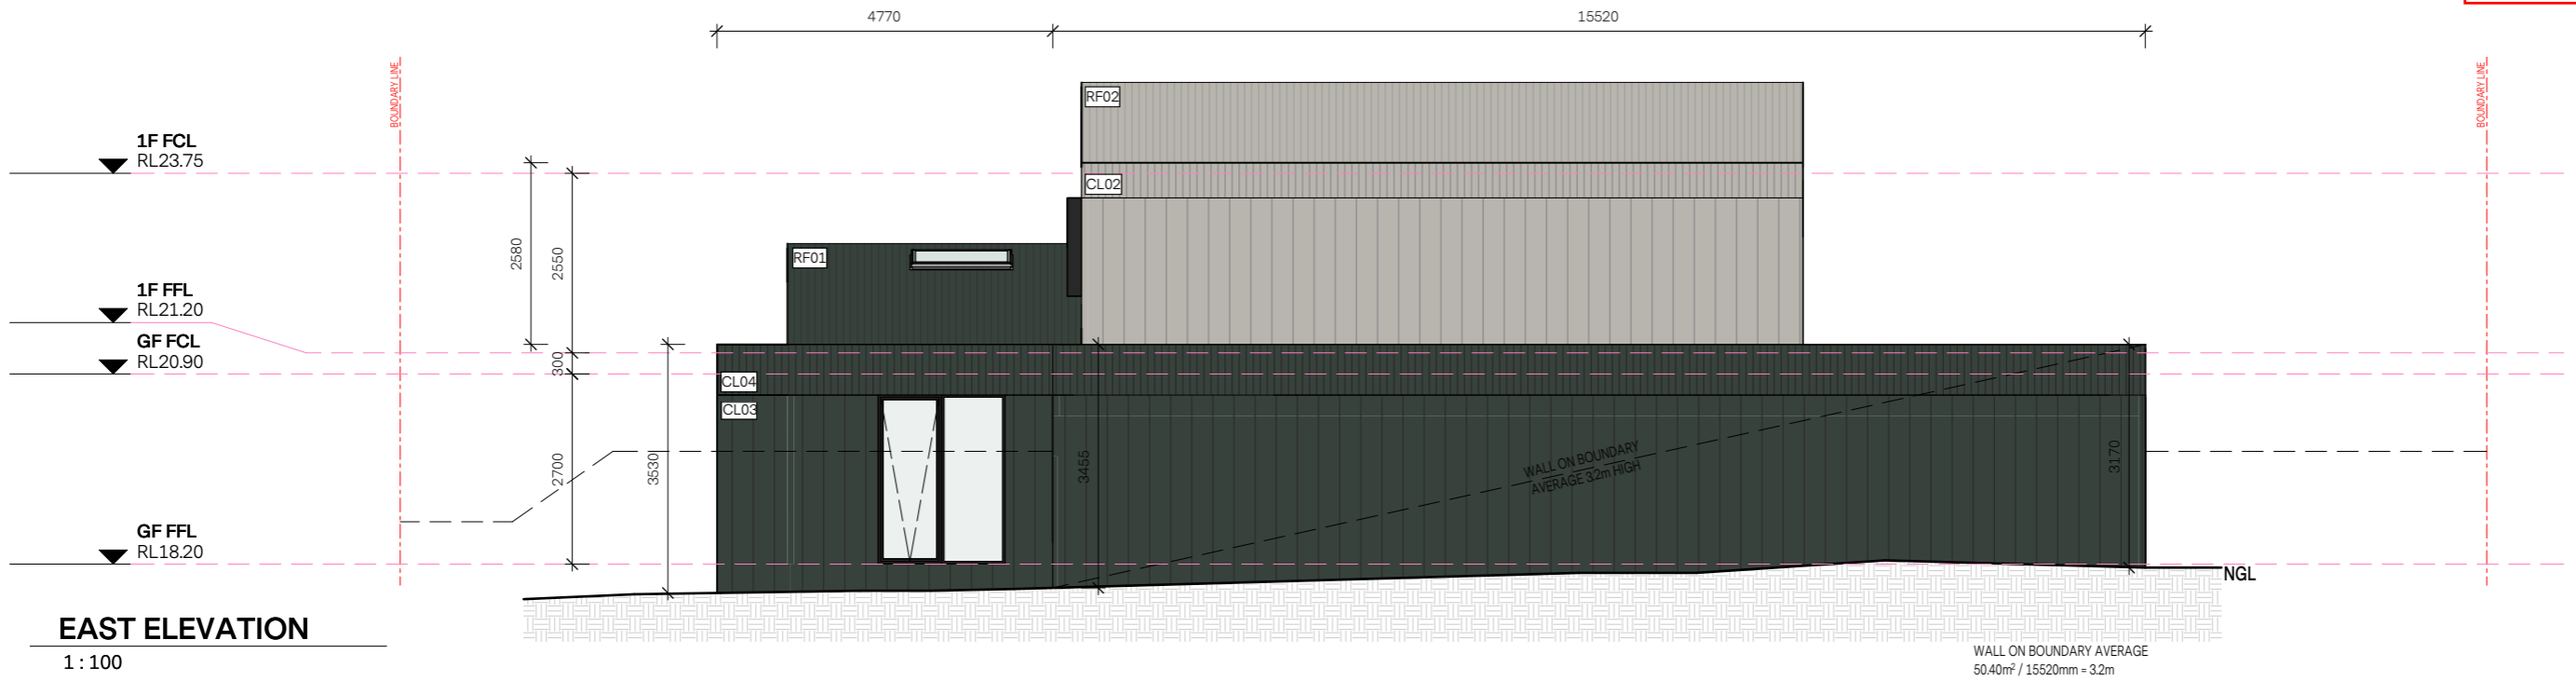 4770
15520
BOUNDARY LINE
BOUNDARY LINE
RF02
1F FCL
RL23.75
CL02
2580
2550
RF01
1F FFL
RL21.20
GF FCL
RL20.90
300
CL04
CL03
2700
3530
3455
WALL ON BOUNDARY
AVERAGE 3.2m HIGH
3170
GF FFL
RL18.20
NGL
EAST ELEVATION
1 : 100
WALL ON BOUNDARY AVERAGE
50.40m² / 15520mm = 3.2m